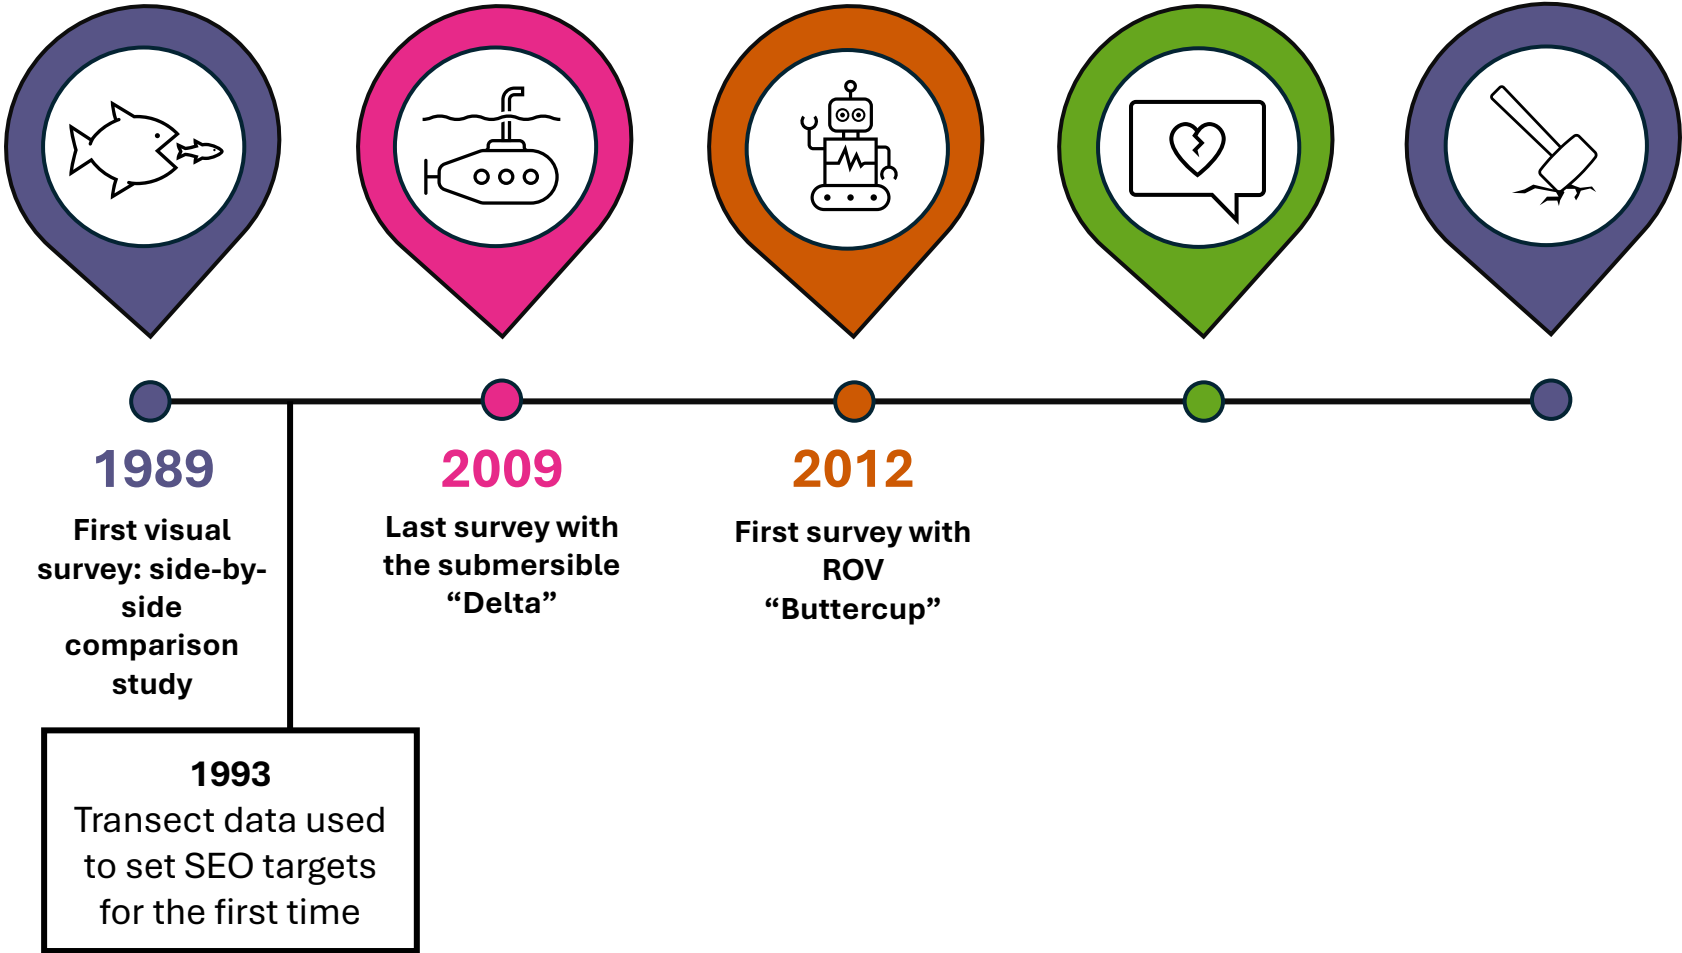 1989
First visual
survey: side-by-
side
comparison
study
1993
Transect data used
to set SEO targets
for the first time
2009
Last survey with
the submersible
“Delta”
2012
First survey with
ROV
“Buttercup”